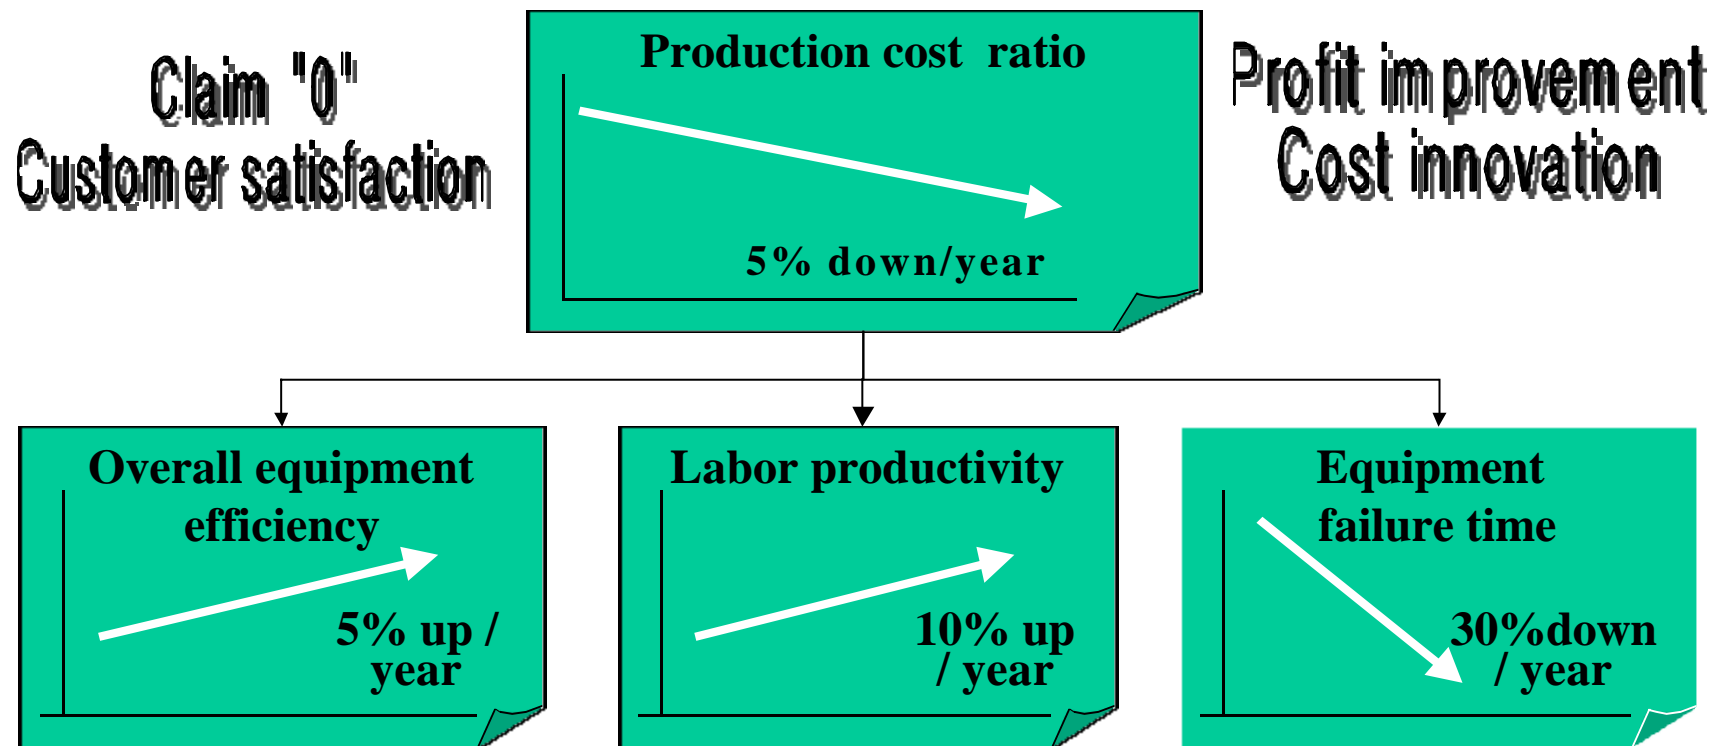 Claim "0"
Customer satisfaction
Production cost ratio
5% down/year
Profit improvement
Cost innovation
Overall equipment
efficiency
5% up /
year
Labor productivity
10% up
/ year
Equipment
failure time
30%down
/ year